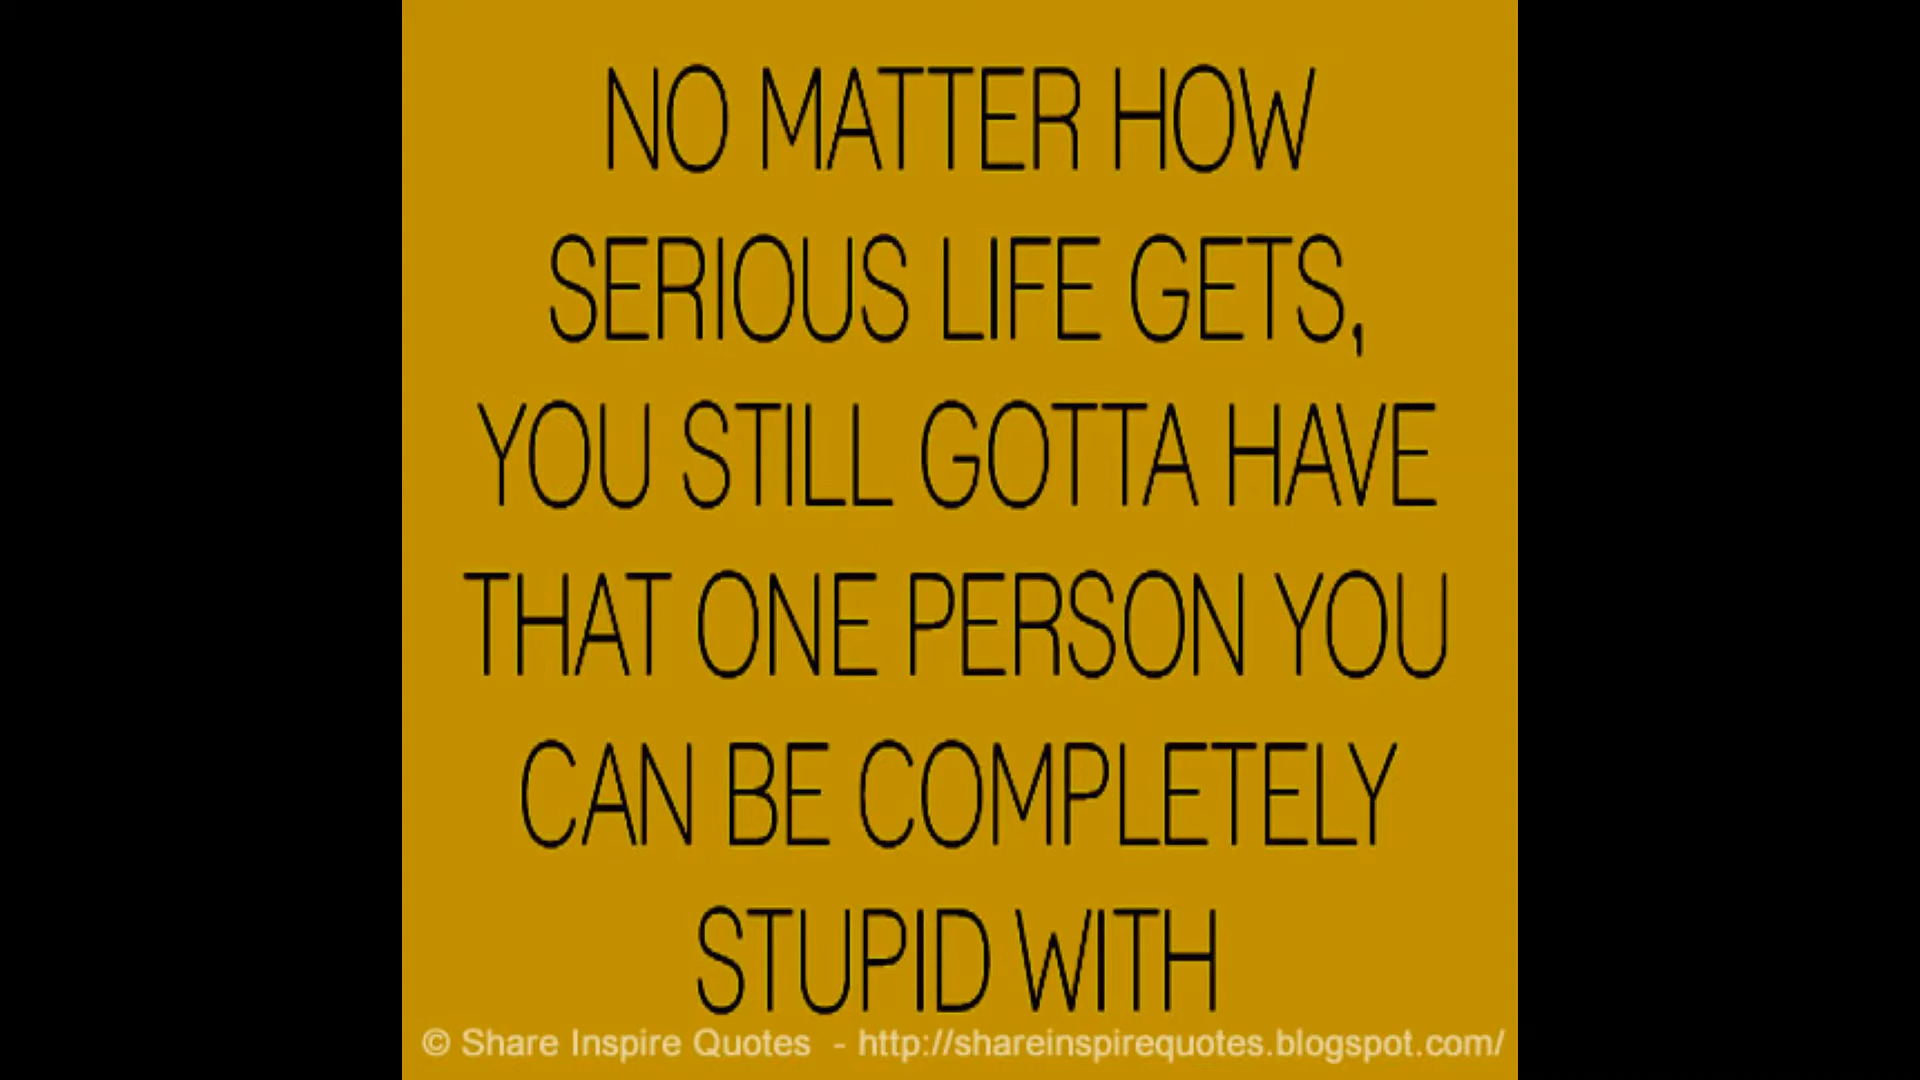 NO MATTER HOW
SERIOUS LIFE GETS,
YOU STILL GOTTA HAVE
THAT ONE PERSON YOU
CAN BE COMPLETELY
STUPID WITH
© Share Inspire Quotes - http://shareinspirequotes.blogspot.com/